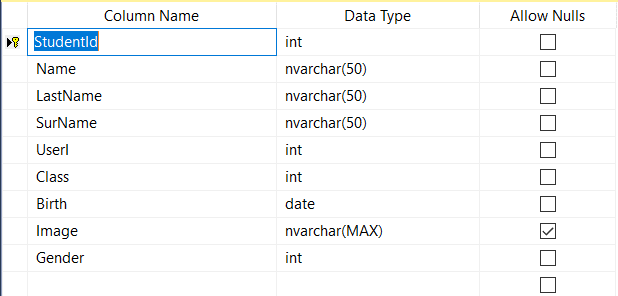 Column Name Data Type Allow Nulls
StudentId int
Name nvarchar(50)
LastName nvarchar(50)
SurName nvarchar(50)
UserI int
Class int
Birth date
Image nvarchar(MAX)
Gender int